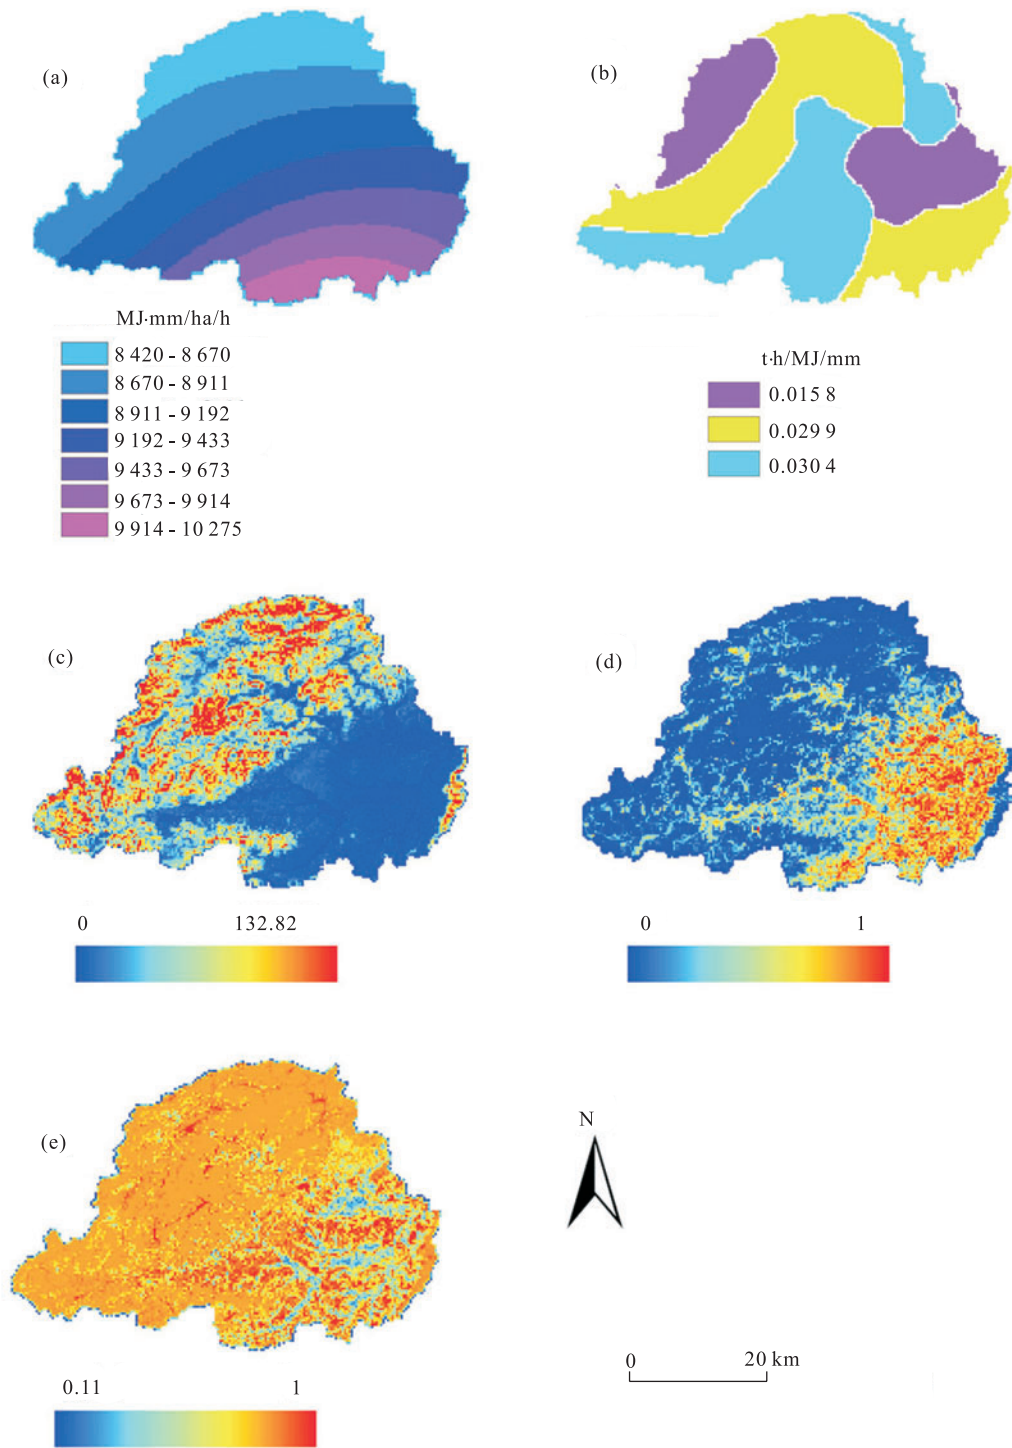 (a)
(b)
MJ·mm/ha/h
8 420 - 8 670
8 670 - 8 911
8 911 - 9 192
9 192 - 9 433
9 433 - 9 673
9 673 - 9 914
9 914 - 10 275
t·h/MJ/mm
0.015 8
0.029 9
0.030 4
(c)
(d)
0 132.82
0 1
(e)
N
0.11 1
0 20 km